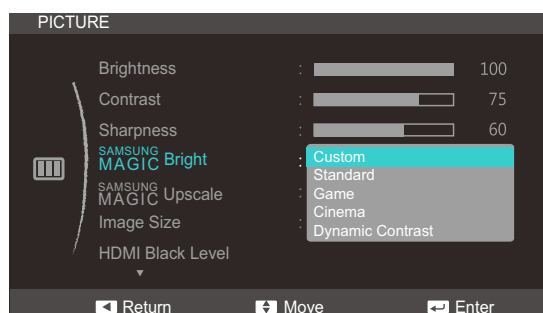 PICTURE
Brightness : 100
Contrast : 75
Sharpness : 60
SAMSUNG
MAGIC Bright :
Custom
Standard
Game
Cinema
Dynamic Contrast
SAMSUNG
MAGIC Upscale :
Image Size :
HDMI Black Level
Return Move Enter